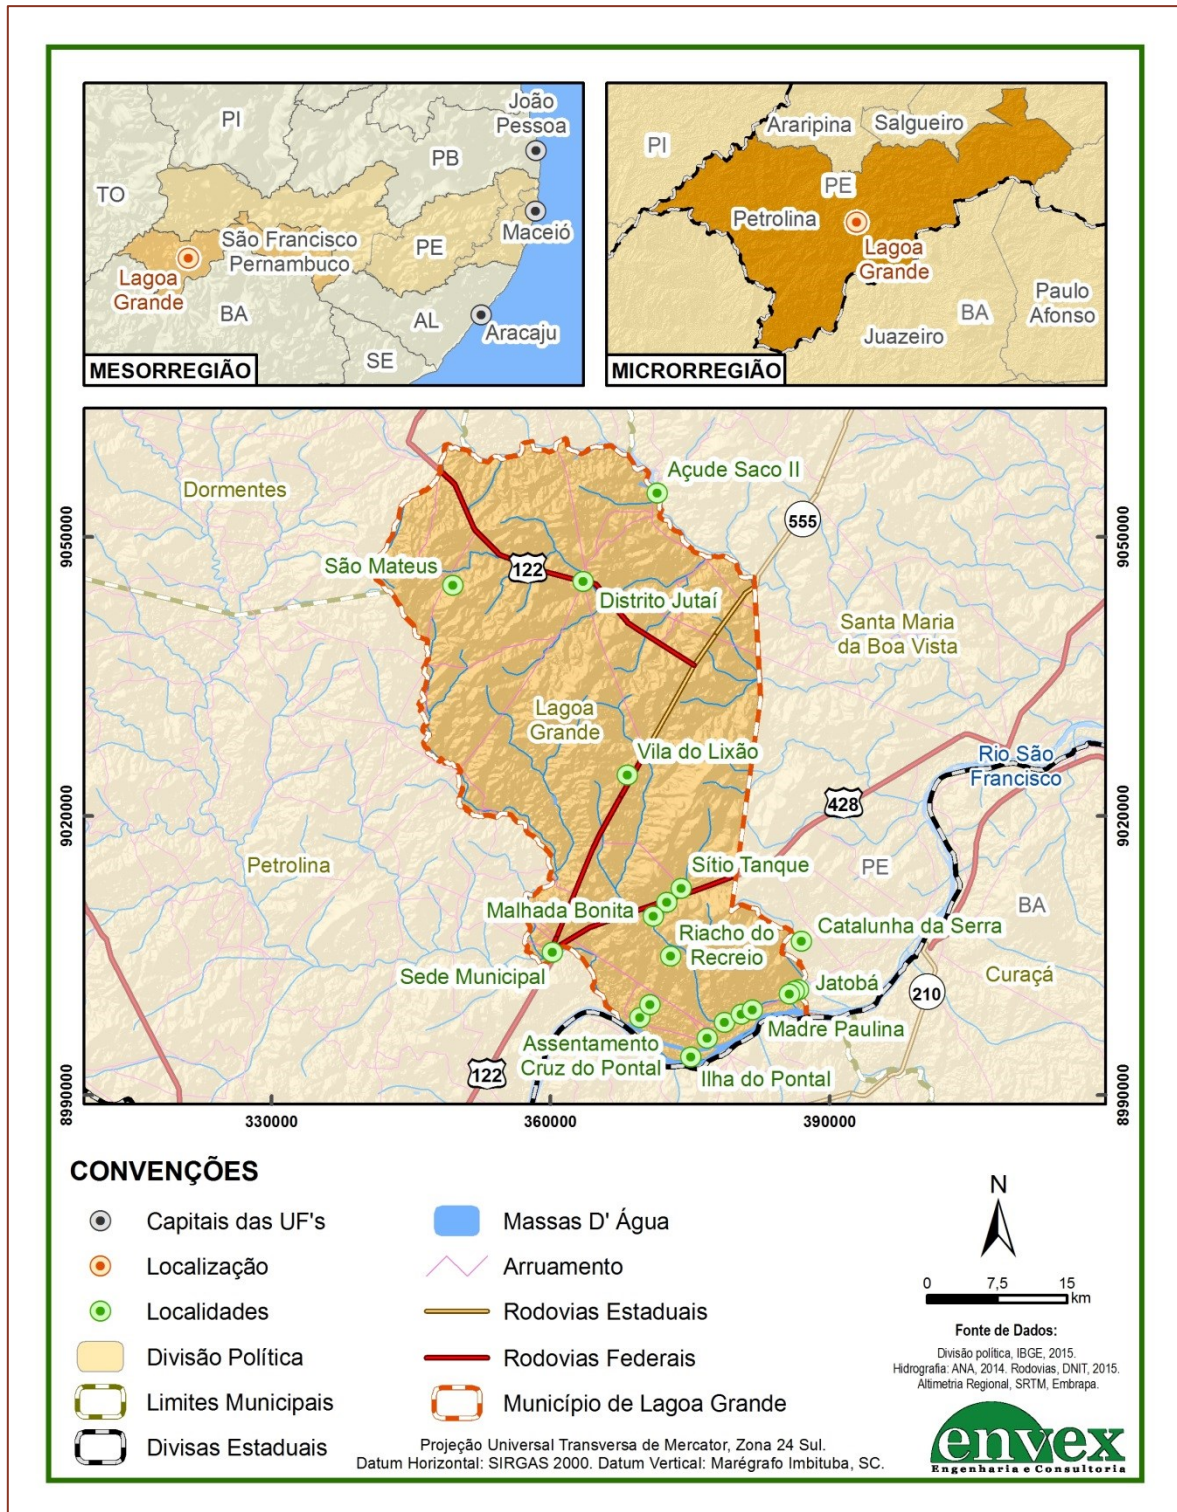 João
Pessoa
PI
PB
TO
Maceió
São Francisco
Pernambuco
PE
Lagoa
Grande
BA
AL
Aracaju
SE
MESORREGIÃO
Araripina
Salgueiro
PI
PE
Petrolina
Lagoa
Grande
Paulo
Afonso
BA
Juazeiro
MICRORREGIÃO
Açude Saco II
Dormentes
555
9050000
9050000
São Mateus
122
Distrito Jutaí
Santa Maria
da Boa Vista
Lagoa
Grande
Vila do Lixão
Rio São
Francisco
428
9020000
9020000
Petrolina
Sítio Tanque
PE
Malhada Bonita
BA
Riacho do
Recreio
Catalunha da Serra
Sede Municipal
Jatobá
Curaçá
210
Madre Paulina
Assentamento
Cruz do Pontal
122
Ilha do Pontal
8990000
8990000
330000
360000
390000
CONVENÇÕES
Capitais das UF's
Localização
Localidades
Divisão Política
Limites Municipais
Divisas Estaduais
Massas D' Água
Arruamento
Rodovias Estaduais
Rodovias Federais
Município de Lagoa Grande
Projeção Universal Transversa de Mercator, Zona 24 Sul.
Datum Horizontal: SIRGAS 2000. Datum Vertical: Marégrafo Imbituba, SC.
N
0 7,5 15
km
Fonte de Dados:
Divisão política, IBGE, 2015.
Hidrografia: ANA, 2014. Rodovias, DNIT, 2015.
Altimetria Regional, SRTM, Embrapa.
envex
Engenharia e Consultoria